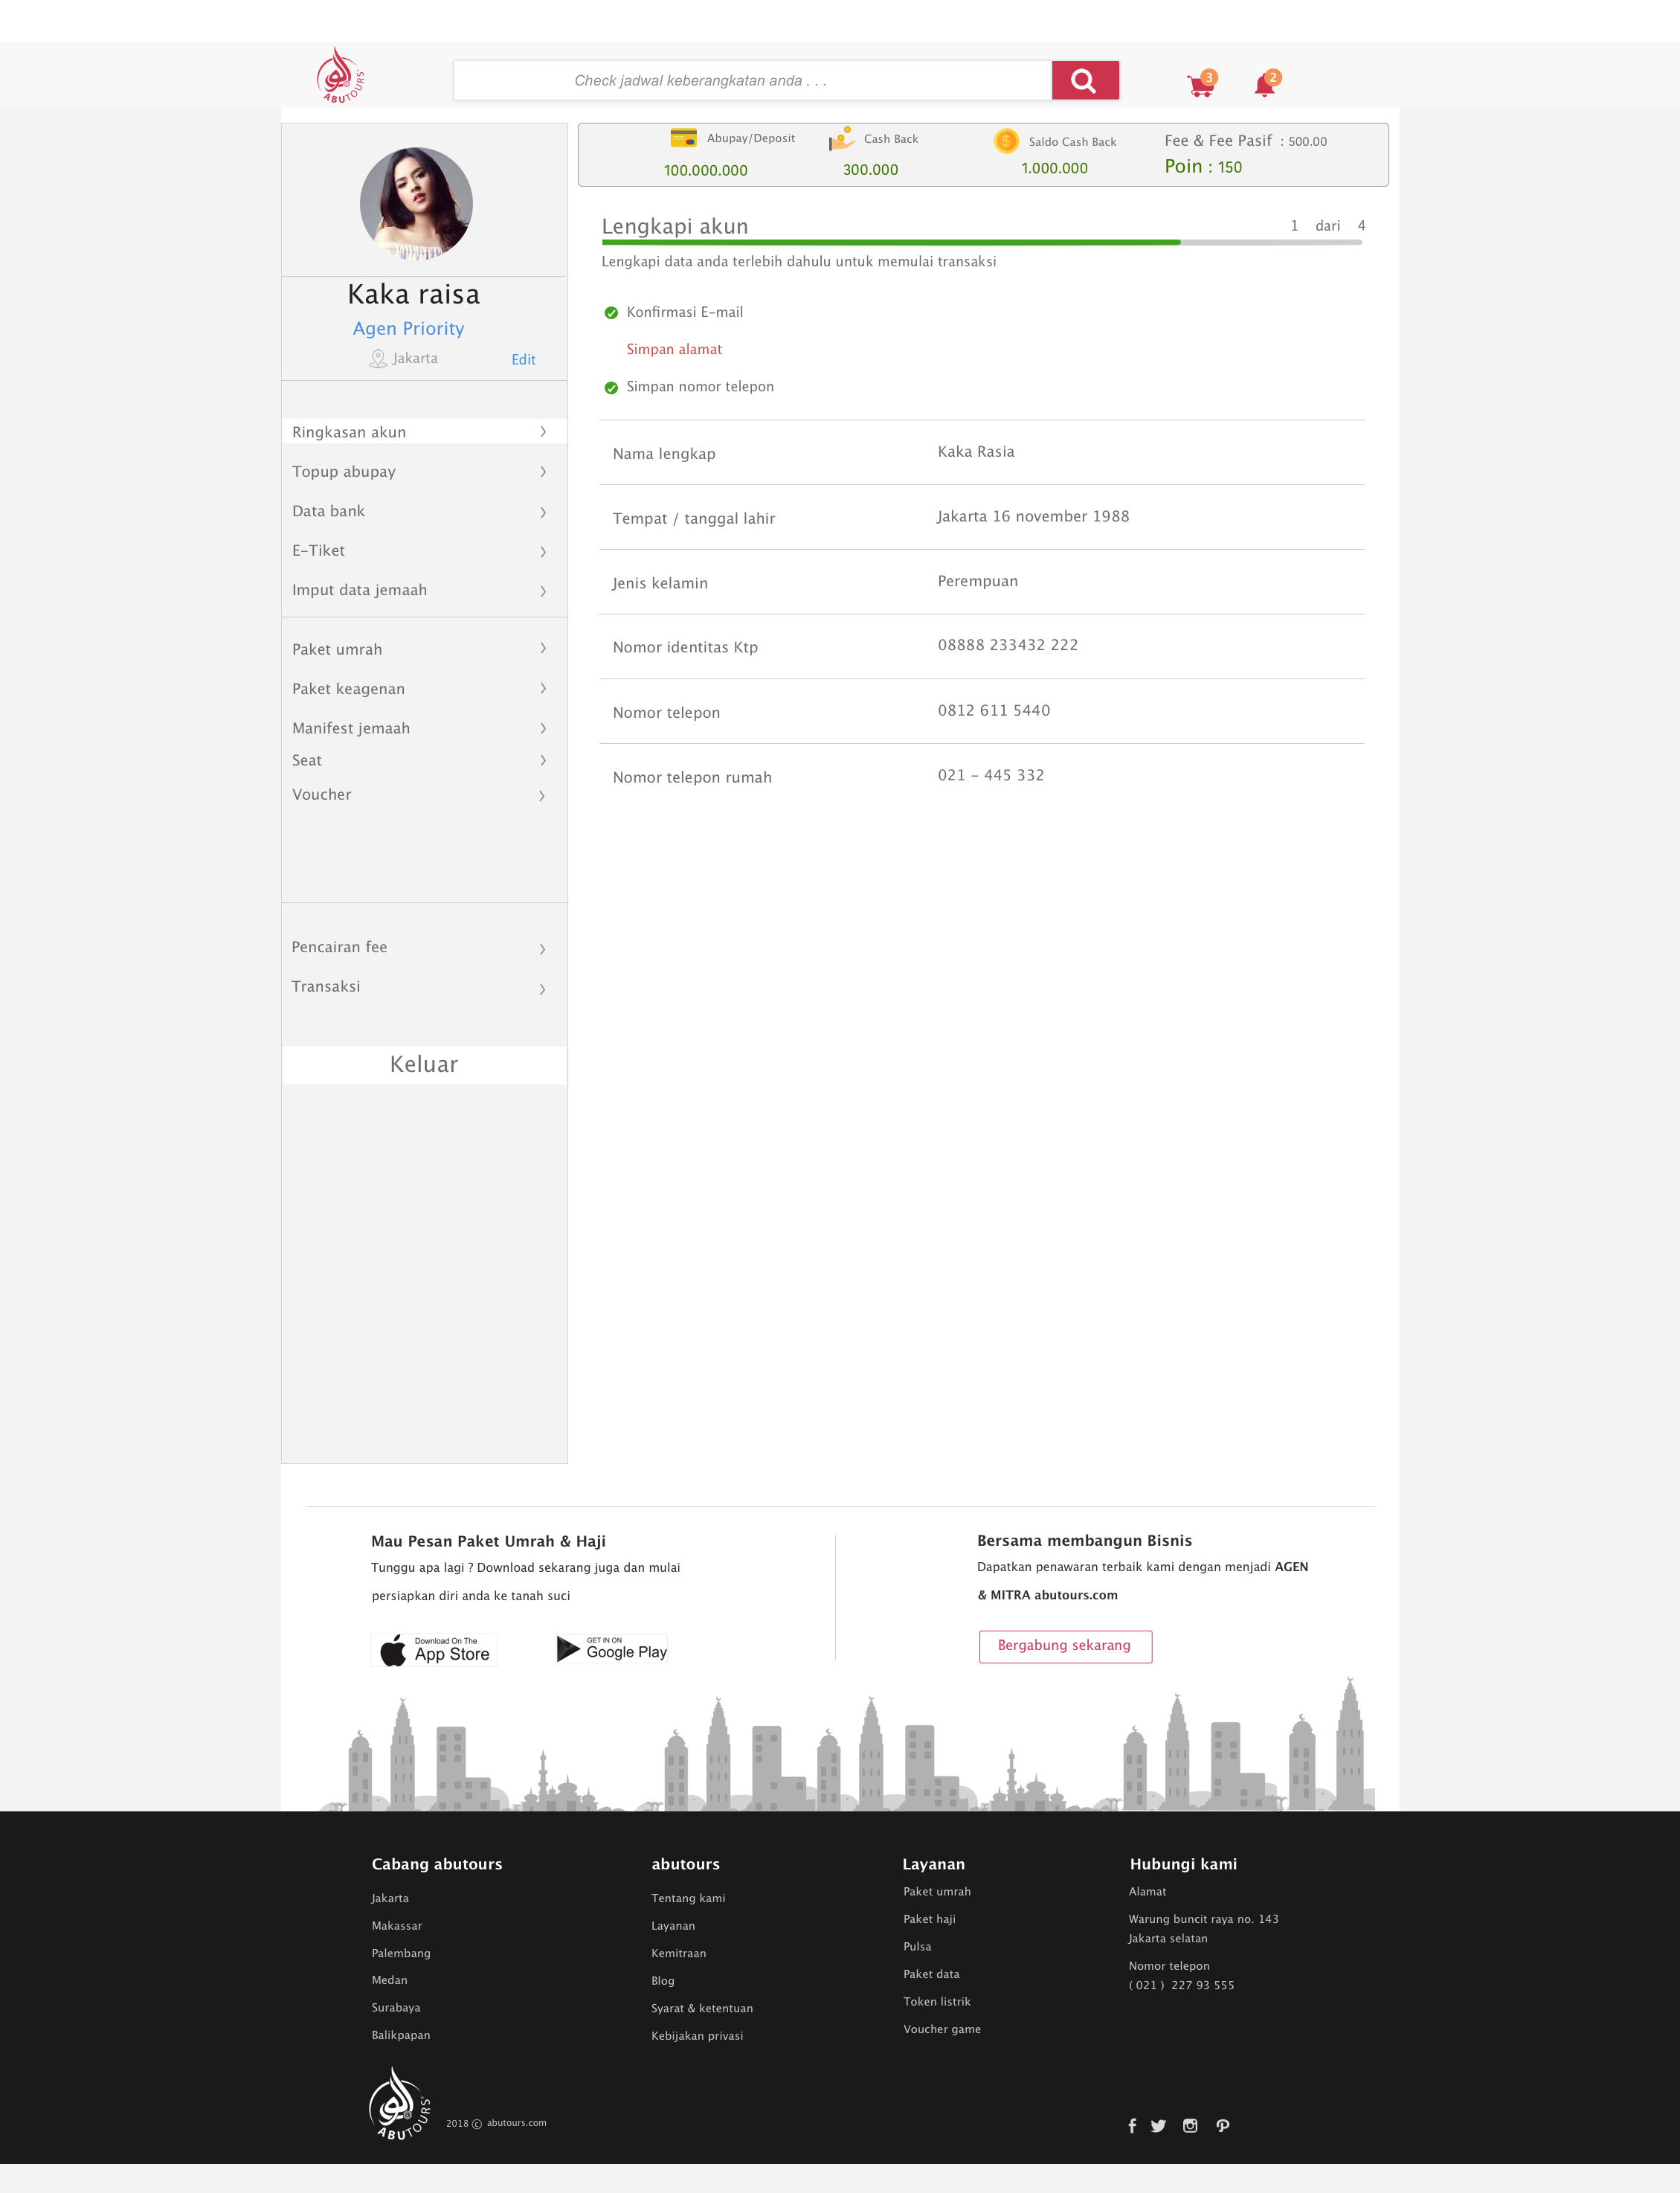 ABUTOURS
Check jadwal keberangkatan anda . . .
3
2
Abupay/Deposit
100.000.000
Cash Back
300.000
Saldo Cash Back
1.000.000
Fee & Fee Pasif : 500.00
Poin : 150
Kaka raisa
Agen Priority
Jakarta
Edit
Ringkasan akun
Topup abupay
Data bank
E-Tiket
Imput data jemaah
Paket umrah
Paket keagenan
Manifest jemaah
Seat
Voucher
Pencairan fee
Transaksi
Keluar
Lengkapi akun
1 dari 4
Lengkapi data anda terlebih dahulu untuk memulai transaksi
Konfirmasi E-mail
Simpan alamat
Simpan nomor telepon
Nama lengkap
Kaka Rasia
Tempat / tanggal lahir
Jakarta 16 november 1988
Jenis kelamin
Perempuan
Nomor identitas Ktp
08888 233432 222
Nomor telepon
0812 611 5440
Nomor telepon rumah
021 - 445 332
Mau Pesan Paket Umrah & Haji
Tunggu apa lagi ? Download sekarang juga dan mulai
persiapkan diri anda ke tanah suci
Download On The
App Store
GET IN ON
Google Play
Bersama membangun Bisnis
Dapatkan penawaran terbaik kami dengan menjadi AGEN
& MITRA abutours.com
Bergabung sekarang
Cabang abutours
Jakarta
Makassar
Palembang
Medan
Surabaya
Balikpapan
abutours
Tentang kami
Layanan
Kemitraan
Blog
Syarat & ketentuan
Kebijakan privasi
Layanan
Paket umrah
Paket haji
Pulsa
Paket data
Token listrik
Voucher game
Hubungi kami
Alamat
Warung buncit raya no. 143
Jakarta selatan
Nomor telepon
( 021 ) 227 93 555
ABUTOURS
2018 © abutours.com